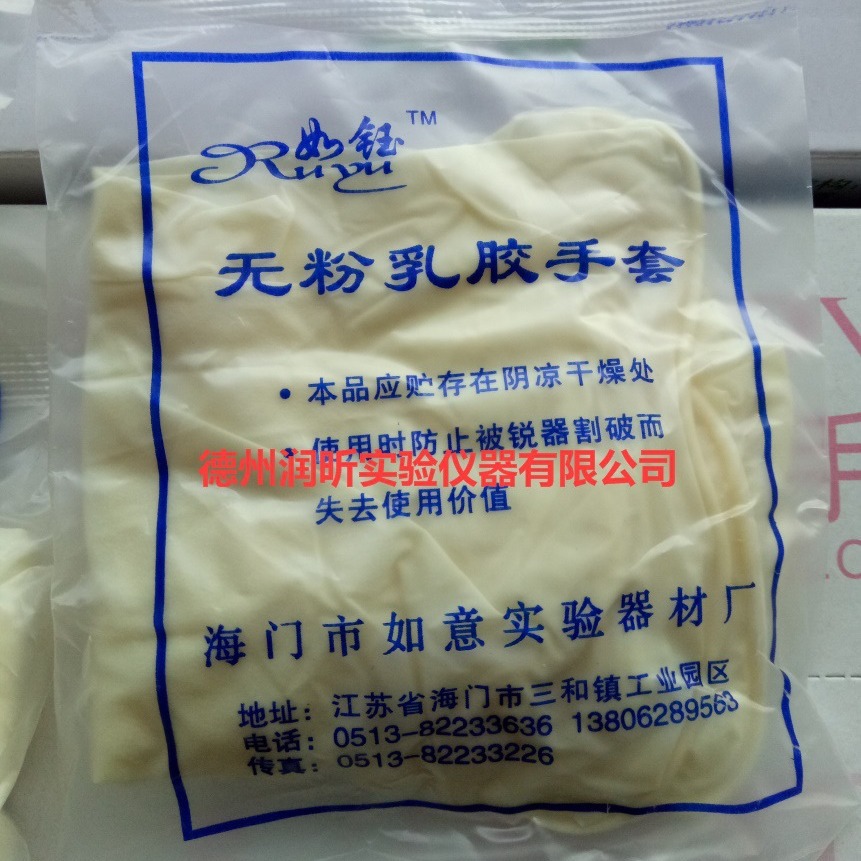 如钰 TM
Ruyu
无粉乳胶手套
• 本品应贮存在阴凉干燥处
• 使用时防止被锐器割破而
德州润昕实验仪器有限公司
失去使用价值
海门市如意实验器材厂
地址：江苏省海门市三和镇工业园区
电话：0513-82233636 13806289563
传真：0513-82233226